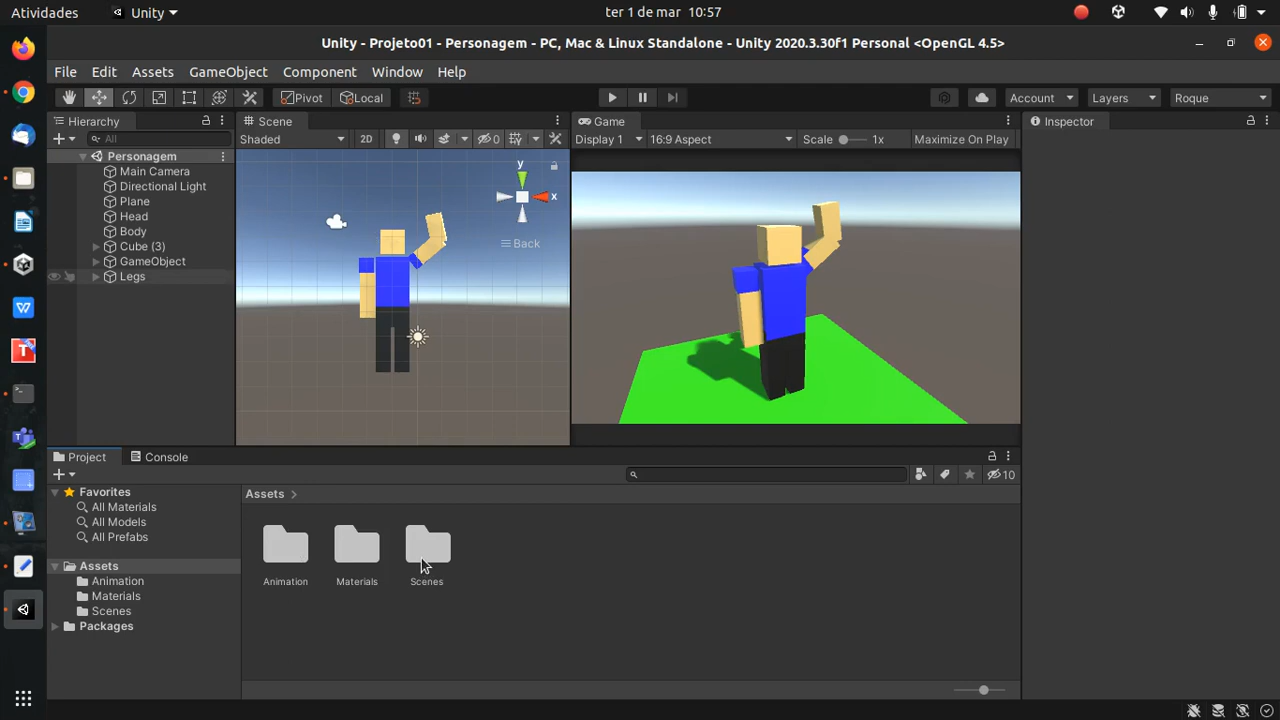 Atividades Unity ter 1 de mar 10:57
Unity - Projeto01 - Personagem - PC, Mac & Linux Standalone - Unity 2020.3.30f1 Personal <OpenGL 4.5>
File Edit Assets GameObject Component Window Help
Pivot Local Account Layers Roque
Hierarchy Scene Game Inspector
All Shaded 2D 0 Display 1 16:9 Aspect Scale 1x Maximize On Play
Personagem
Main Camera
Directional Light
Plane
Head
Body
Cube (3)
GameObject
Legs
y
x
Back
Project Console
10
Favorites
All Materials
All Models
All Prefabs
Assets
Animation
Materials
Scenes
Packages
Assets
Animation Materials Scenes